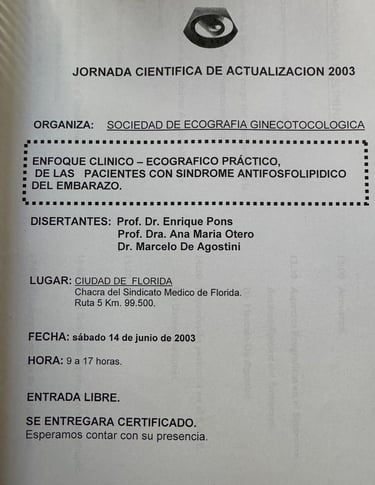 JORNADA CIENTIFICA DE ACTUALIZACION 2003
ORGANIZA: SOCIEDAD DE ECOGRAFIA GINECOTOCOLOGICA
ENFOQUE CLINICO – ECOGRAFICO PRÁCTICO,
DE LAS PACIENTES CON SINDROME ANTIFOSFOLIPIDICO
DEL EMBARAZO.
DISERTANTES: Prof. Dr. Enrique Pons
Prof. Dra. Ana Maria Otero
Dr. Marcelo De Agostini
LUGAR: CIUDAD DE FLORIDA
Chacra del Sindicato Medico de Florida.
Ruta 5 Km. 99.500.
FECHA: sábado 14 de junio de 2003
HORA: 9 a 17 horas.
ENTRADA LIBRE.
SE ENTREGARA CERTIFICADO.
Esperamos contar con su presencia.